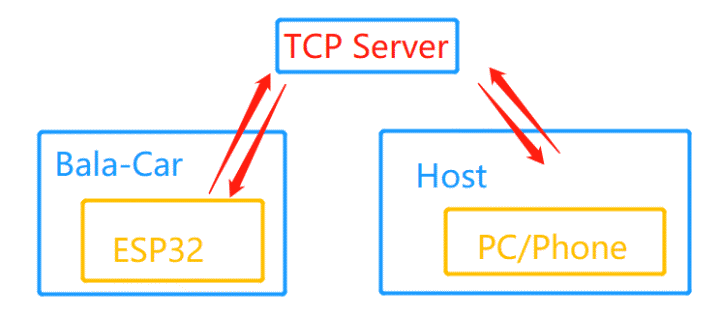 TCP Server
Bala-Car
ESP32
Host
PC/Phone